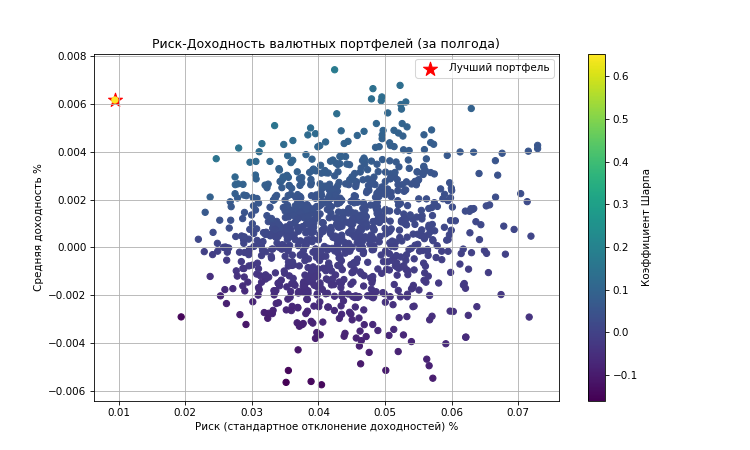 Риск-Доходность валютных портфелей (за полгода)
Лучший портфель
0.008
0.006
0.004
0.002
0.000
−0.002
−0.004
−0.006
Средняя доходность %
0.01 0.02 0.03 0.04 0.05 0.06 0.07
Риск (стандартное отклонение доходностей) %
0.6
0.5
0.4
0.3
0.2
0.1
0.0
−0.1
Коэффициент Шарпа